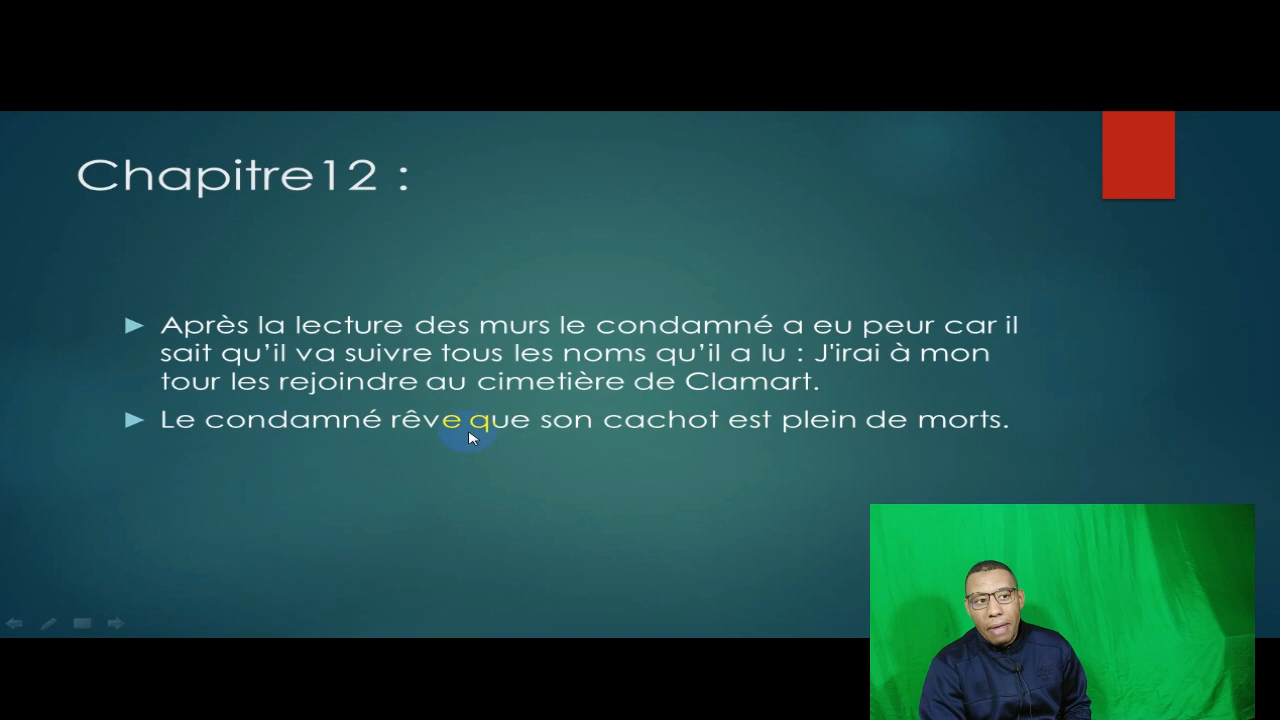 Chapitre12 :
Après la lecture des murs le condamné a eu peur car il
sait qu’il va suivre tous les noms qu’il a lu : J'irai à mon
tour les rejoindre au cimetière de Clamart.
Le condamné rêve que son cachot est plein de morts.